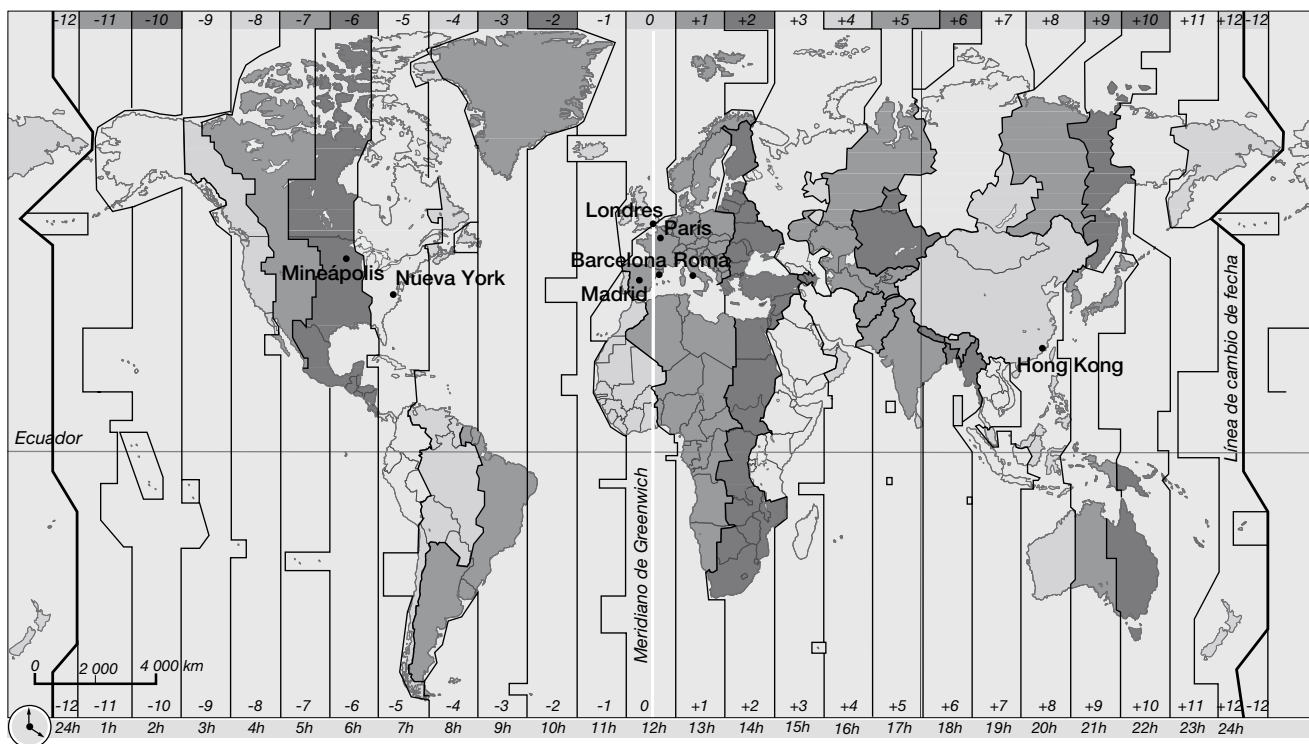 -12 -11 -10 -9 -8 -7 -6 -5 -4 -3 -2 -1 0 +1 +2 +3 +4 +5 +6 +7 +8 +9 +10 +11 +12 -12
Londres
París
Mineápolis
Nueva York
Barcelona
Roma
Madrid
Hong Kong
Línea de cambio de fecha
Ecuador
Meridiano de Greenwich
0 2 000 4 000 km
-12 -11 -10 -9 -8 -7 -6 -5 -4 -3 -2 -1 0 +1 +2 +3 +4 +5 +6 +7 +8 +9 +10 +11 +12 -12
24h 1h 2h 3h 4h 5h 6h 7h 8h 9h 10h 11h 12h 13h 14h 15h 16h 17h 18h 19h 20h 21h 22h 23h 24h